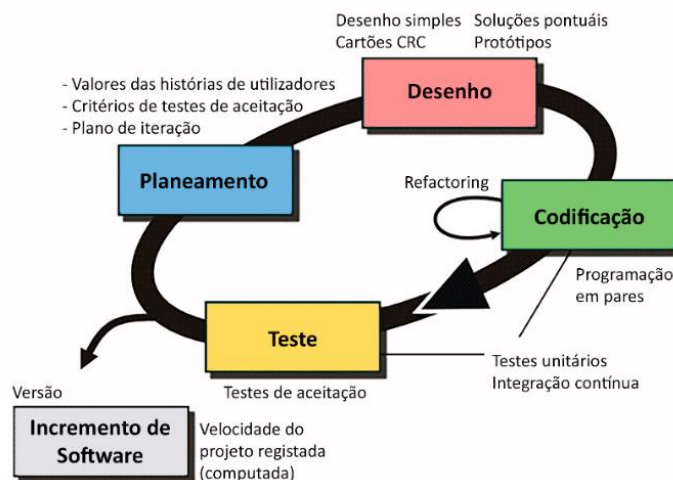 Desenho simples
Cartões CRC
Soluções pontuáis
Protótipos
- Valores das histórias de utilizadores
- Critérios de testes de aceitação
- Plano de iteração
Desenho
Planeamento
Refactoring
Codificação
Programação
em pares
Teste
Testes unitários
Integração contínua
Testes de aceitação
Versão
Incremento de
Software
Velocidade do
projeto registada
(computada)